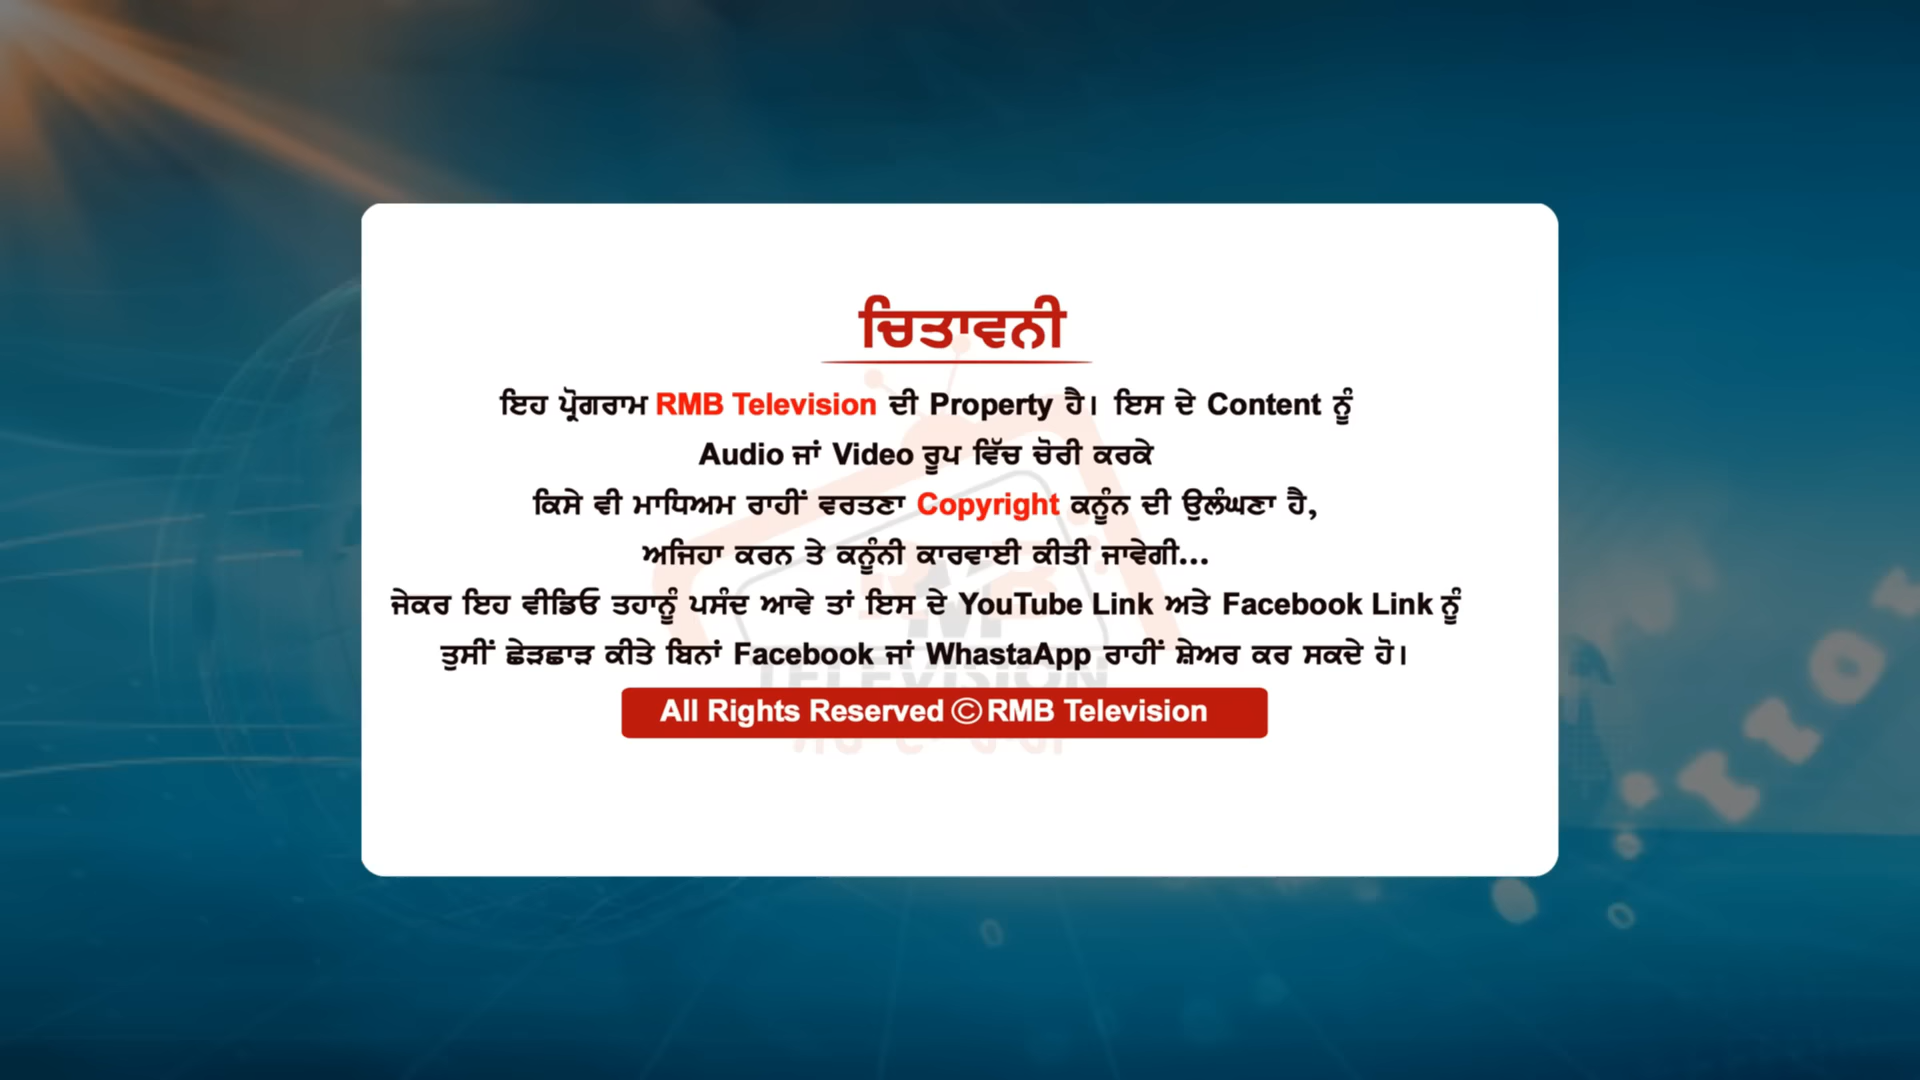 ਚਿਤਾਵਨੀ
ਇਹ ਪ੍ਰੋਗਰਾਮ RMB Television ਦੀ Property ਹੈ। ਇਸ ਦੇ Content ਨੂੰ
Audio ਜਾਂ Video ਰੂਪ ਵਿੱਚ ਚੋਰੀ ਕਰਕੇ
ਕਿਸੇ ਵੀ ਮਾਧਿਅਮ ਰਾਹੀਂ ਵਰਤਣਾ Copyright ਕਨੂੰਨ ਦੀ ਉਲੰਘਣਾ ਹੈ,
ਅਜਿਹਾ ਕਰਨ ਤੇ ਕਨੂੰਨੀ ਕਾਰਵਾਈ ਕੀਤੀ ਜਾਵੇਗੀ...
ਜੇਕਰ ਇਹ ਵੀਡਿਓ ਤਹਾਨੂੰ ਪਸੰਦ ਆਵੇ ਤਾਂ ਇਸ ਦੇ YouTube Link ਅਤੇ Facebook Link ਨੂੰ
ਤੁਸੀਂ ਛੇੜਛਾੜ ਕੀਤੇ ਬਿਨਾਂ Facebook ਜਾਂ WhastaApp ਰਾਹੀਂ ਸ਼ੇਅਰ ਕਰ ਸਕਦੇ ਹੋ।
TELEVISION
All Rights Reserved © RMB Television